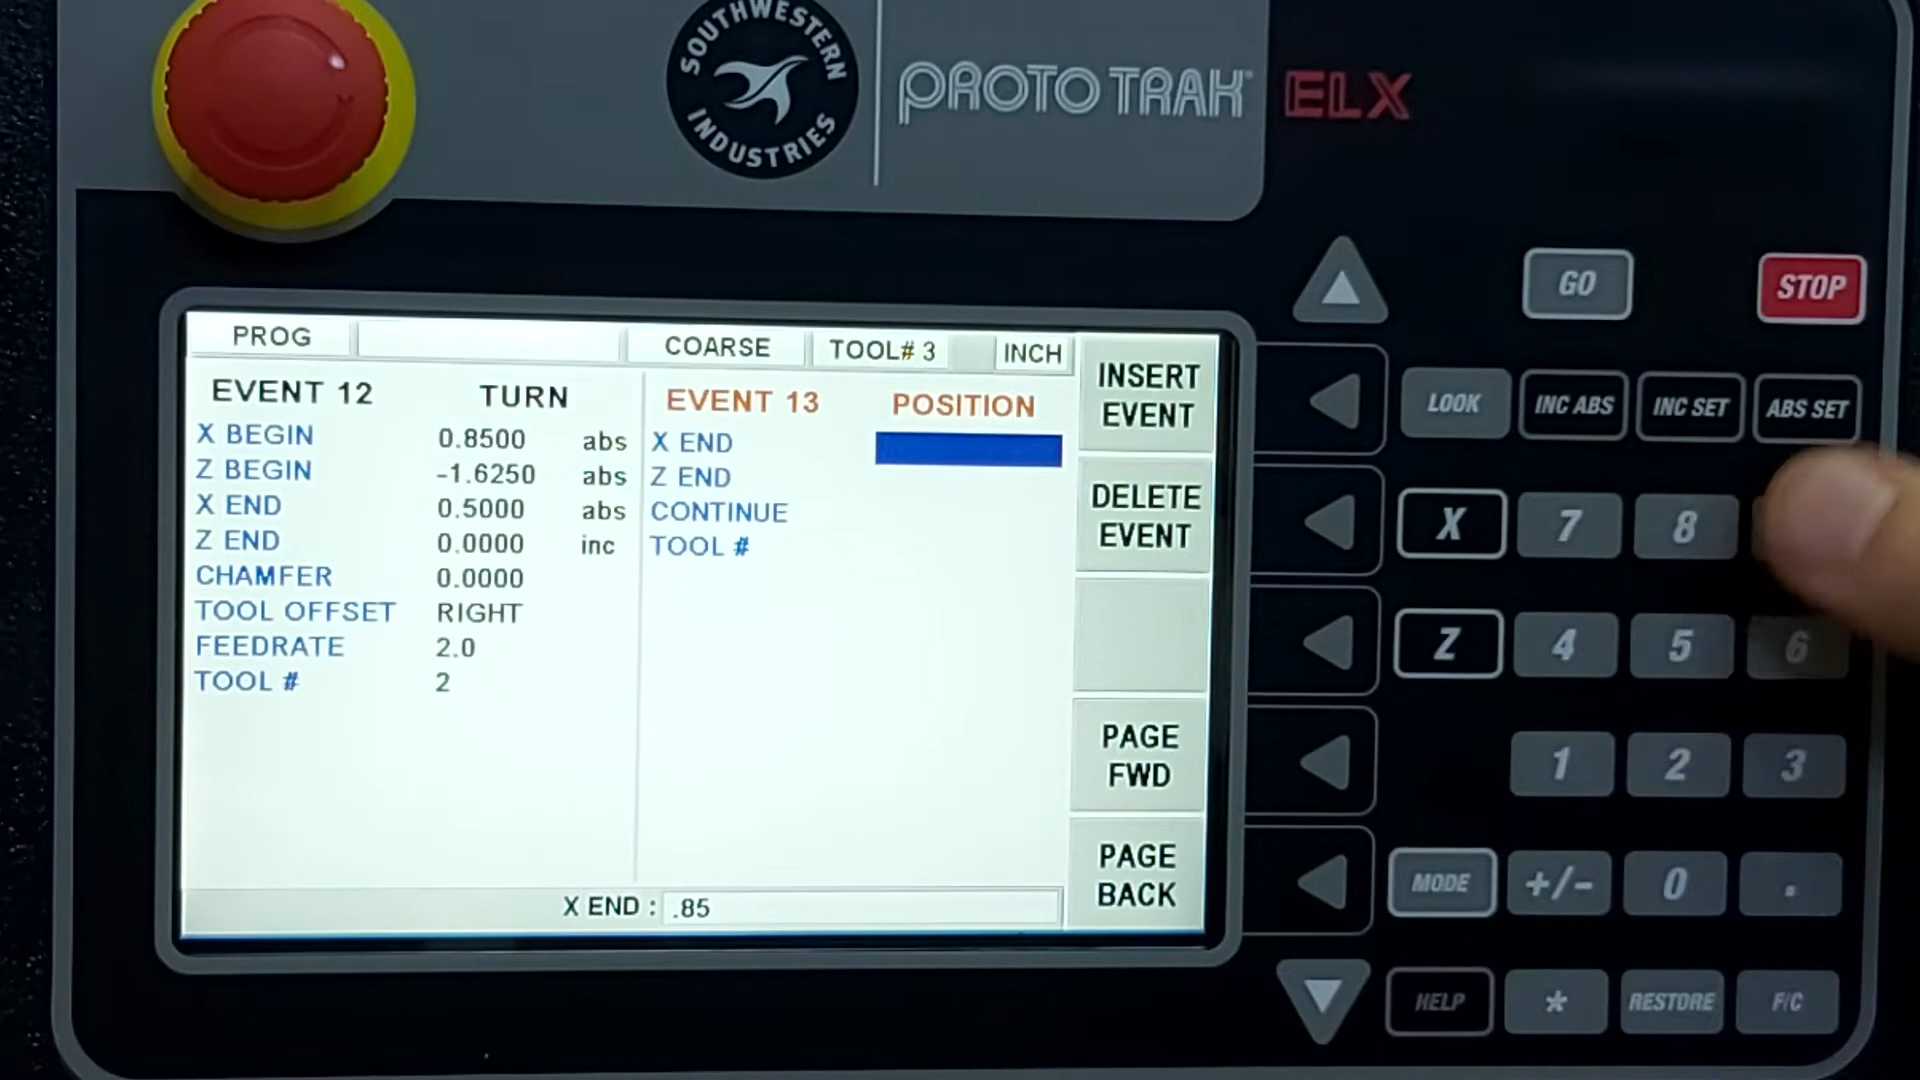 SOUTHWESTERN
INDUSTRIES
PROTO TRAK ELX
GO
STOP
PROG
COARSE
TOOL# 3
INCH
EVENT 12 TURN
X BEGIN 0.8500 abs
Z BEGIN -1.6250 abs
X END 0.5000 abs
Z END 0.0000 inc
CHAMFER 0.0000
TOOL OFFSET RIGHT
FEEDRATE 2.0
TOOL # 2
EVENT 13 POSITION
X END
Z END
CONTINUE
TOOL #
X END : .85
INSERT
EVENT
DELETE
EVENT
PAGE
FWD
PAGE
BACK
LOOK
INC ABS
INC SET
ABS SET
X 7 8
Z 4 5 6
1 2 3
MODE +/- 0 .
HELP * RESTORE F/C